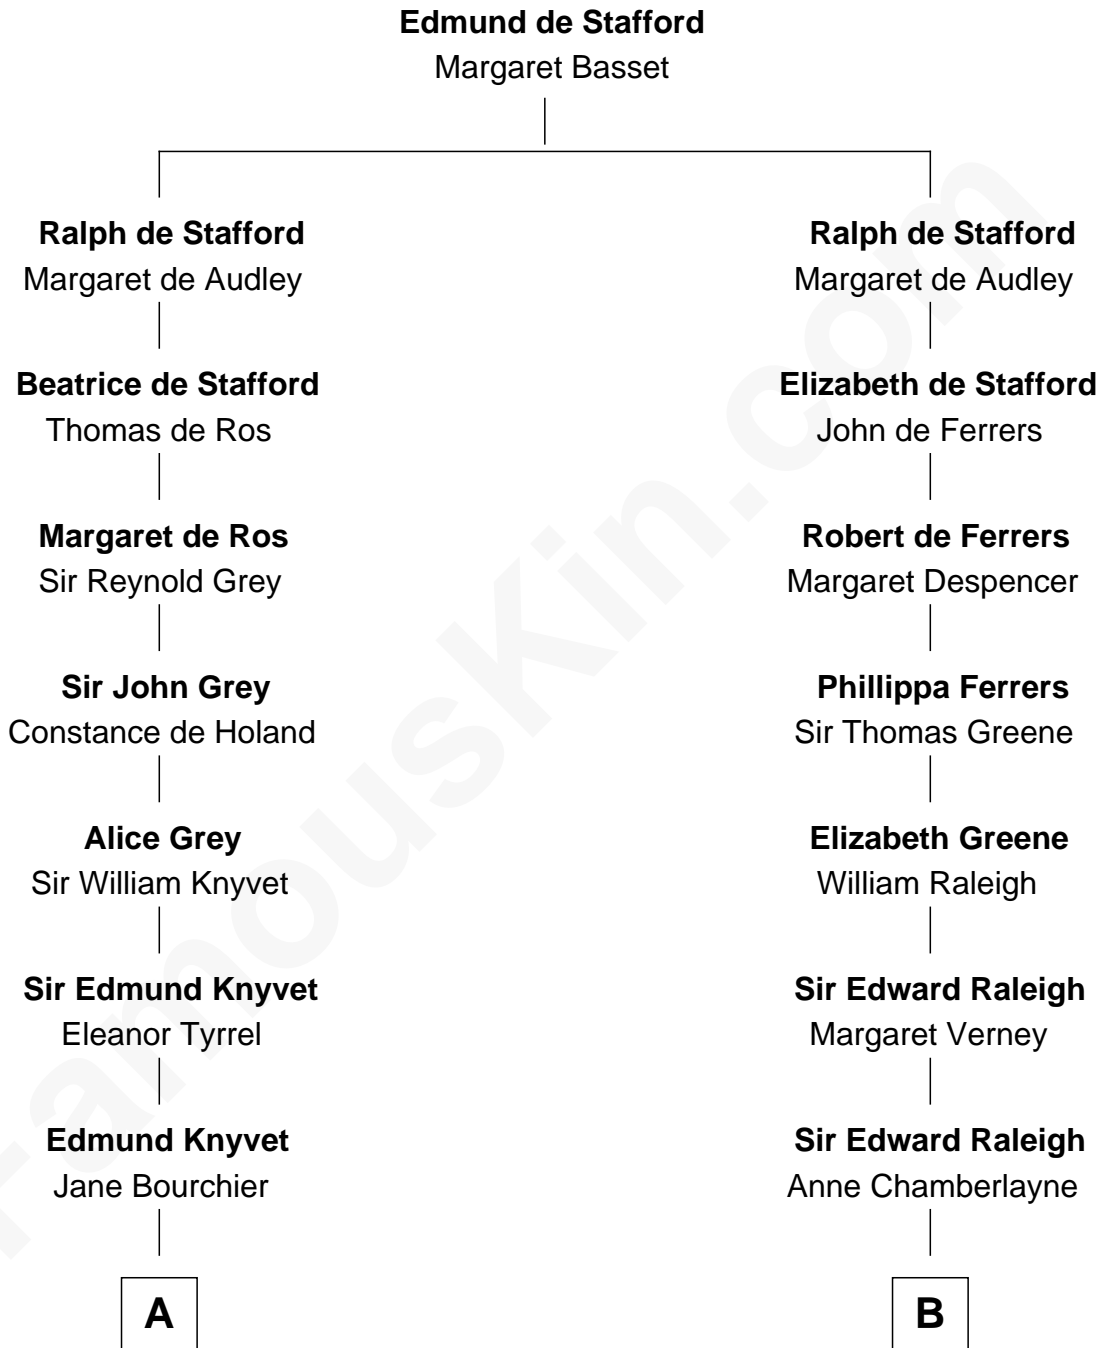 Edmund de Stafford
Margaret Basset
Ralph de Stafford
Margaret de Audley
Beatrice de Stafford
Thomas de Ros
Margaret de Ros
Sir Reynold Grey
Sir John Grey
Constance de Holand
Alice Grey
Sir William Knyvet
Sir Edmund Knyvet
Eleanor Tyrrel
Edmund Knyvet
Jane Bourchier
A
Ralph de Stafford
Margaret de Audley
Elizabeth de Stafford
John de Ferrers
Robert de Ferrers
Margaret Despencer
Phillippa Ferrers
Sir Thomas Greene
Elizabeth Greene
William Raleigh
Sir Edward Raleigh
Margaret Verney
Sir Edward Raleigh
Anne Chamberlayne
B
FamousKin.com